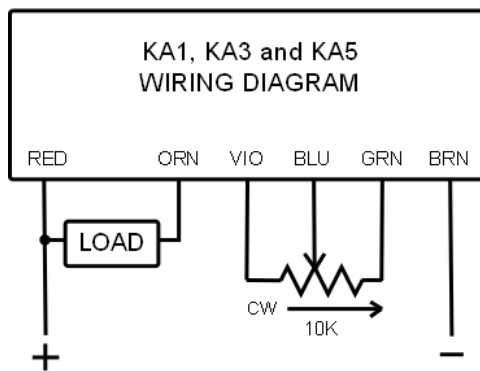 KA1, KA3 and KA5
WIRING DIAGRAM
RED ORN VIO BLU GRN BRN
LOAD
CW
10K
+ −